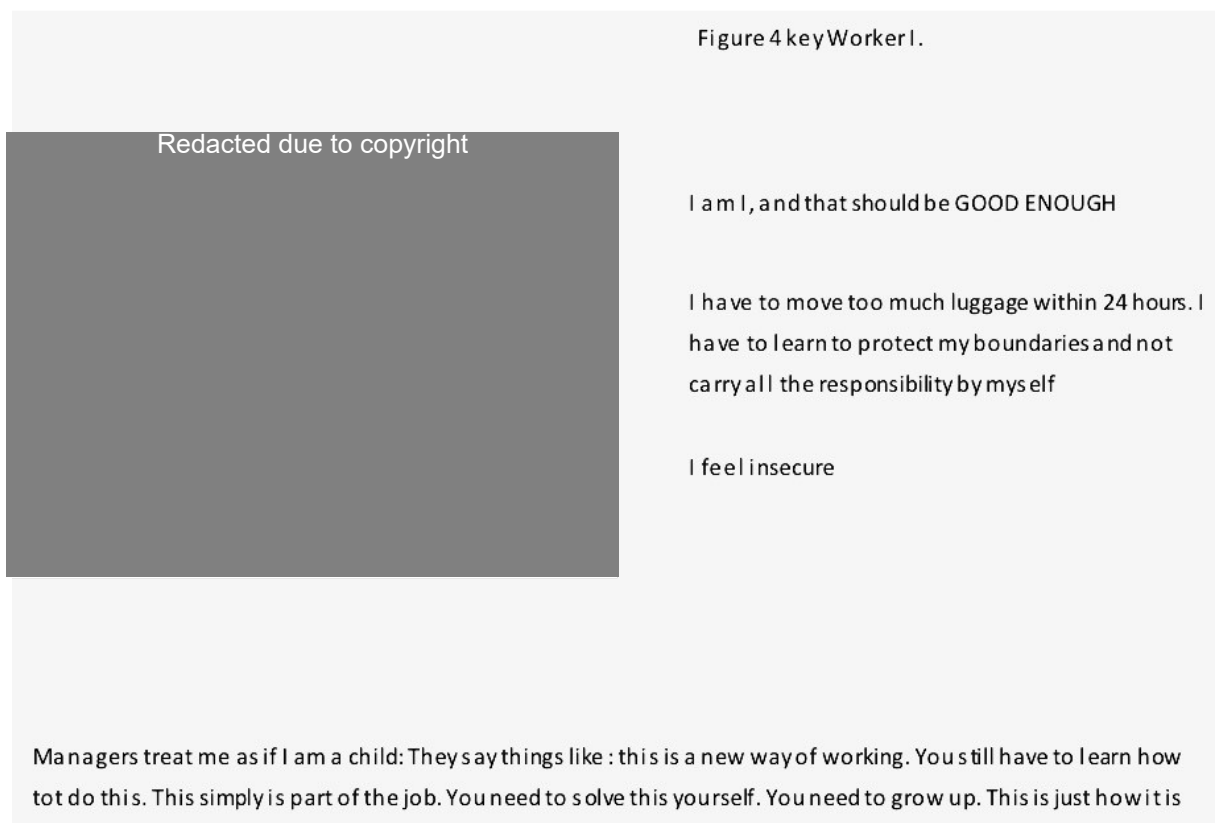 Figure 4 key Worker I.
Redacted due to copyright
I am I, and that should be GOOD ENOUGH
I have to move too much luggage within 24 hours. I
have to learn to protect my boundaries and not
carry all the responsibility by myself
I feel insecure
Managers treat me as if I am a child: They say things like : this is a new way of working. You still have to learn how
tot do this. This simply is part of the job. You need to solve this yourself. You need to grow up. This is just how it is